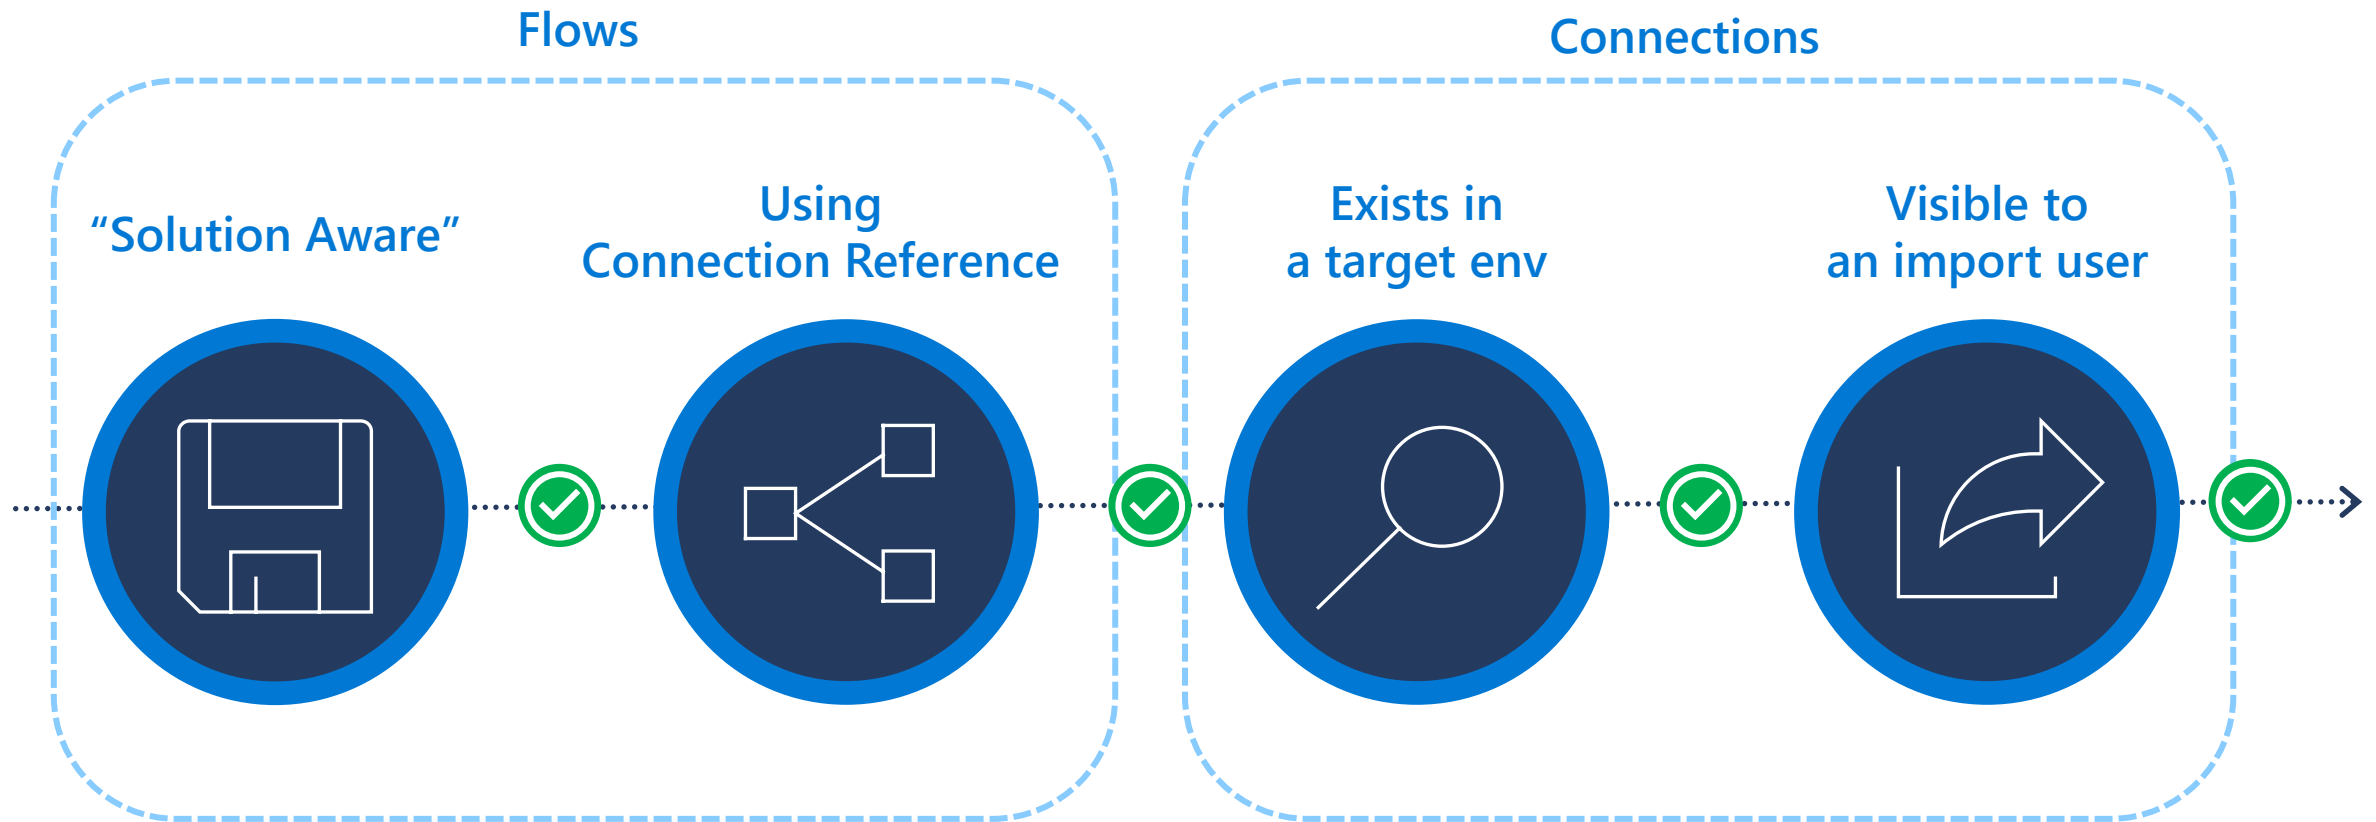 Flows
Connections
“Solution Aware”
Using
Connection Reference
Exists in
a target env
Visible to
an import user